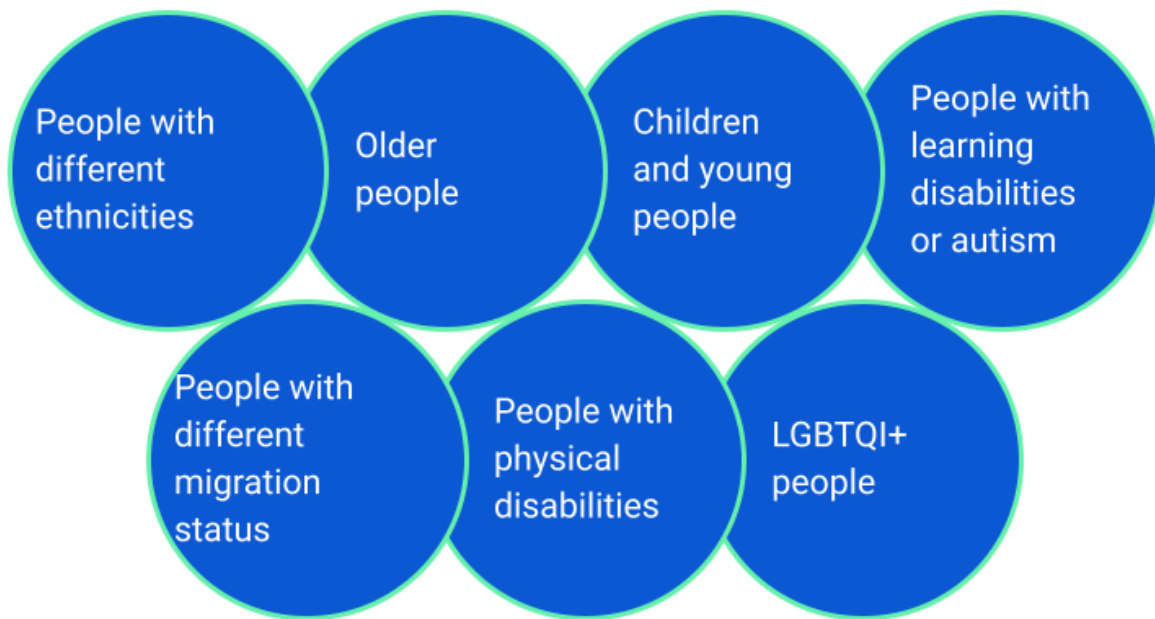 People with
different
ethnicities
Older
people
Children
and young
people
People with
learning
disabilities
or autism
People with
different
migration
status
People with
physical
disabilities
LGBTQI+
people